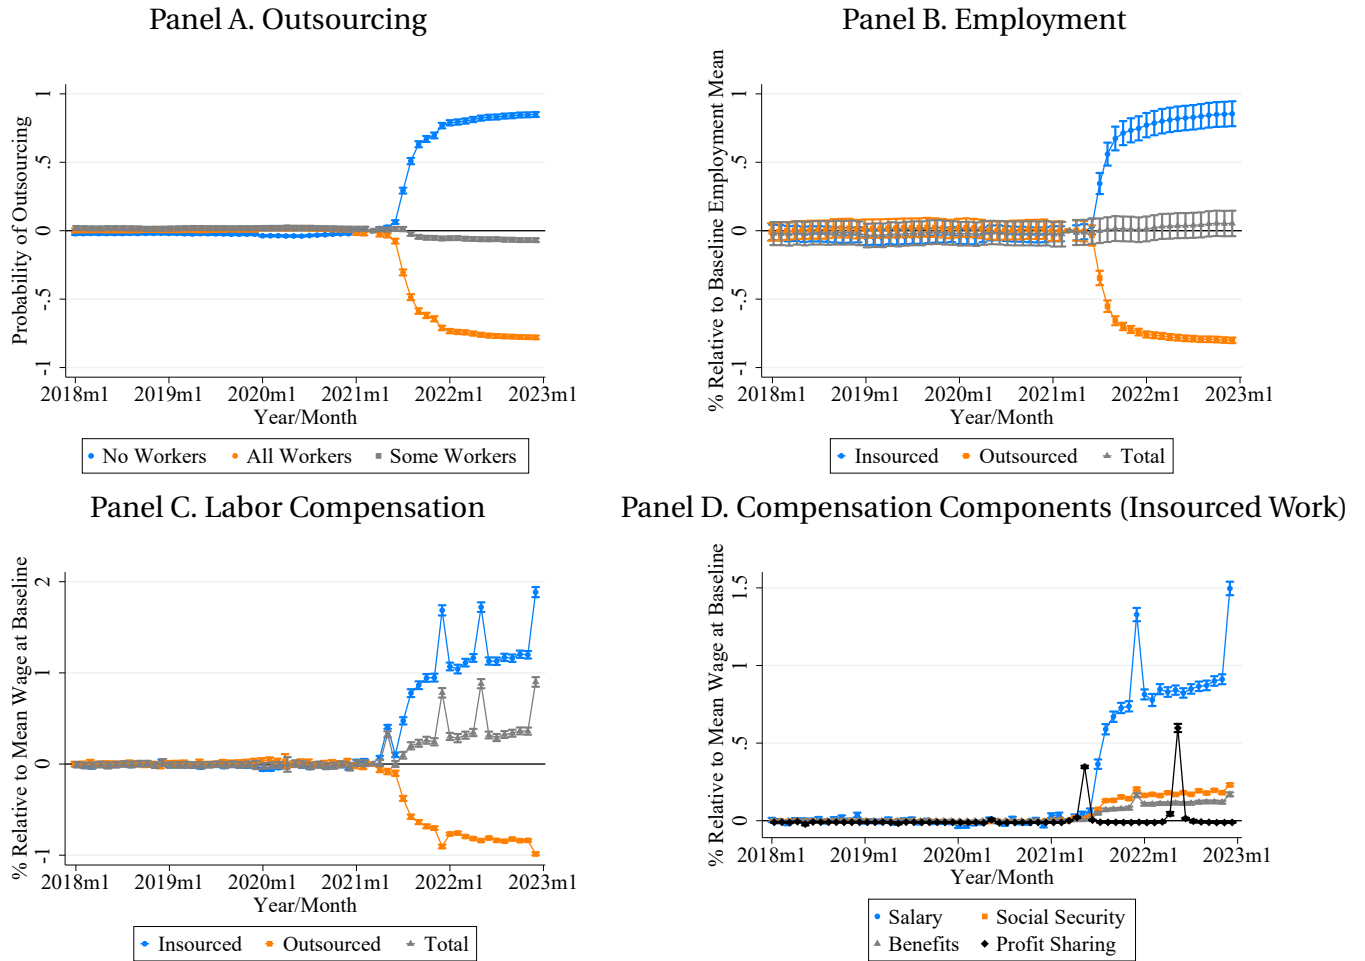 Panel A. Outsourcing
Probability of Outsourcing
1
.5
0
-.5
-1
2018m1 2019m1 2020m1 2021m1 2022m1 2023m1
Year/Month
No Workers All Workers Some Workers
Panel B. Employment
% Relative to Baseline Employment Mean
1
.5
0
-.5
-1
2018m1 2019m1 2020m1 2021m1 2022m1 2023m1
Year/Month
Insourced Outsourced Total
Panel C. Labor Compensation
% Relative to Mean Wage at Baseline
2
1
0
-1
2018m1 2019m1 2020m1 2021m1 2022m1 2023m1
Year/Month
Insourced Outsourced Total
Panel D. Compensation Components (Insourced Work)
% Relative to Mean Wage at Baseline
1.5
1
.5
0
2018m1 2019m1 2020m1 2021m1 2022m1 2023m1
Year/Month
Salary Social Security
Benefits Profit Sharing